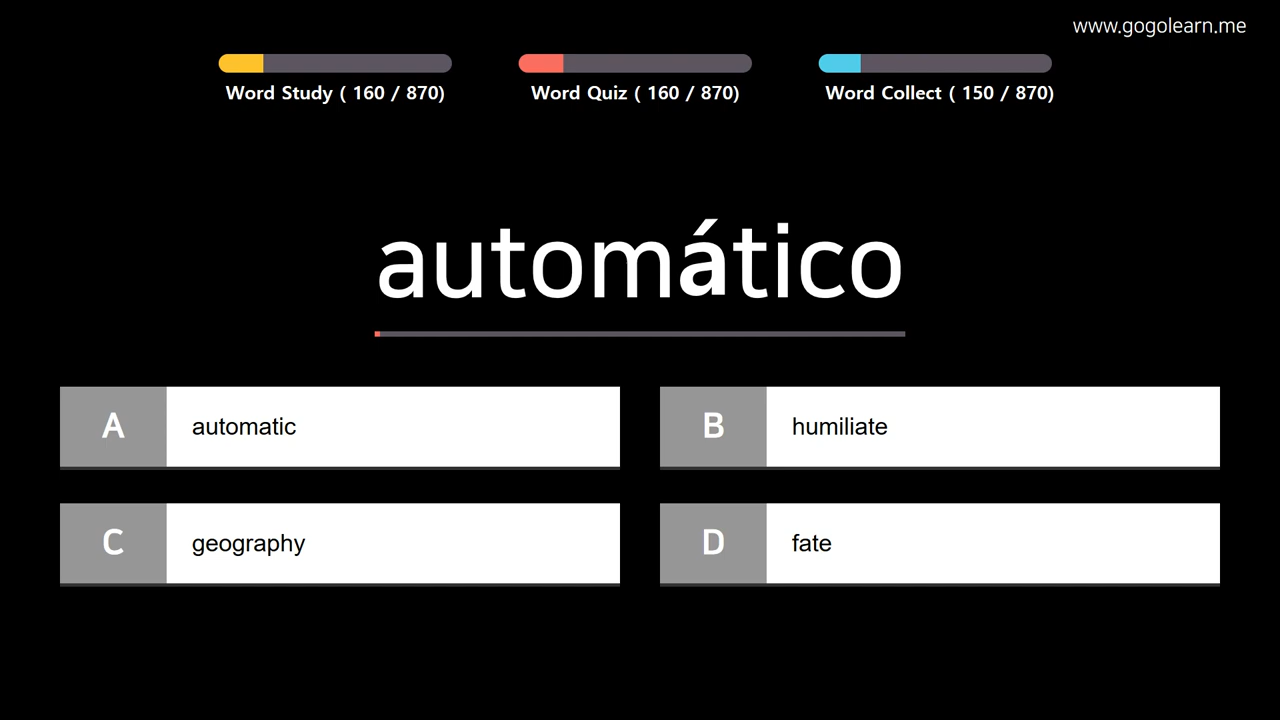 www.gogolearn.me
Word Study ( 160 / 870)
Word Quiz ( 160 / 870)
Word Collect ( 150 / 870)
automático
A automatic
B humiliate
C geography
D fate